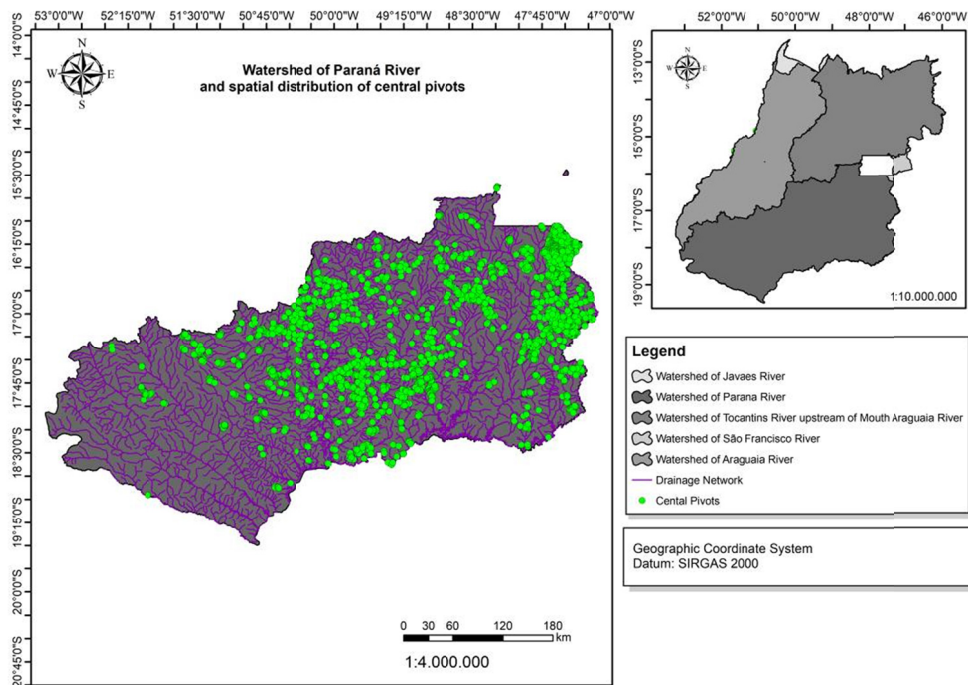 53°0'0"W 52°15'0"W 51°30'0"W 50°45'0"W 50°0'0"W 49°15'0"W 48°30'0"W 47°45'0"W 47°0'0"W
14°0'0"S
14°45'0"S
15°30'0"S
16°15'0"S
17°0'0"S
17°45'0"S
18°30'0"S
19°15'0"S
20°0'0"S
20°45'0"S
N
W E
S
Watershed of Paraná River
and spatial distribution of central pivots
0 30 60 120 180
km
1:4.000.000
52°0'0"W 50°0'0"W 48°0'0"W 46°0'0"W
13°0'0"S
15°0'0"S
17°0'0"S
19°0'0"S
N
W E
S
1:10.000.000
Legend
Watershed of Javaes River
Watershed of Parana River
Watershed of Tocantins River upstream of Mouth Araguaia River
Watershed of São Francisco River
Watershed of Araguaia River
Drainage Network
Cental Pivots
Geographic Coordinate System
Datum: SIRGAS 2000